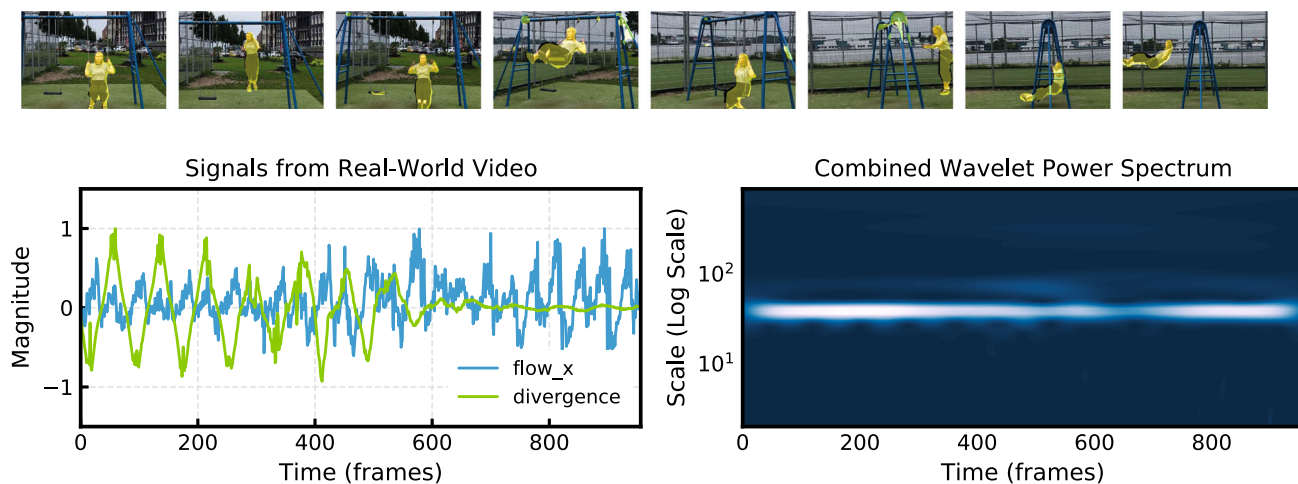 Signals from Real-World Video
Magnitude
1
0
−1
flow_x
divergence
0 200 400 600 800
Time (frames)
Combined Wavelet Power Spectrum
Scale (Log Scale)
10²
10¹
0 200 400 600 800
Time (frames)